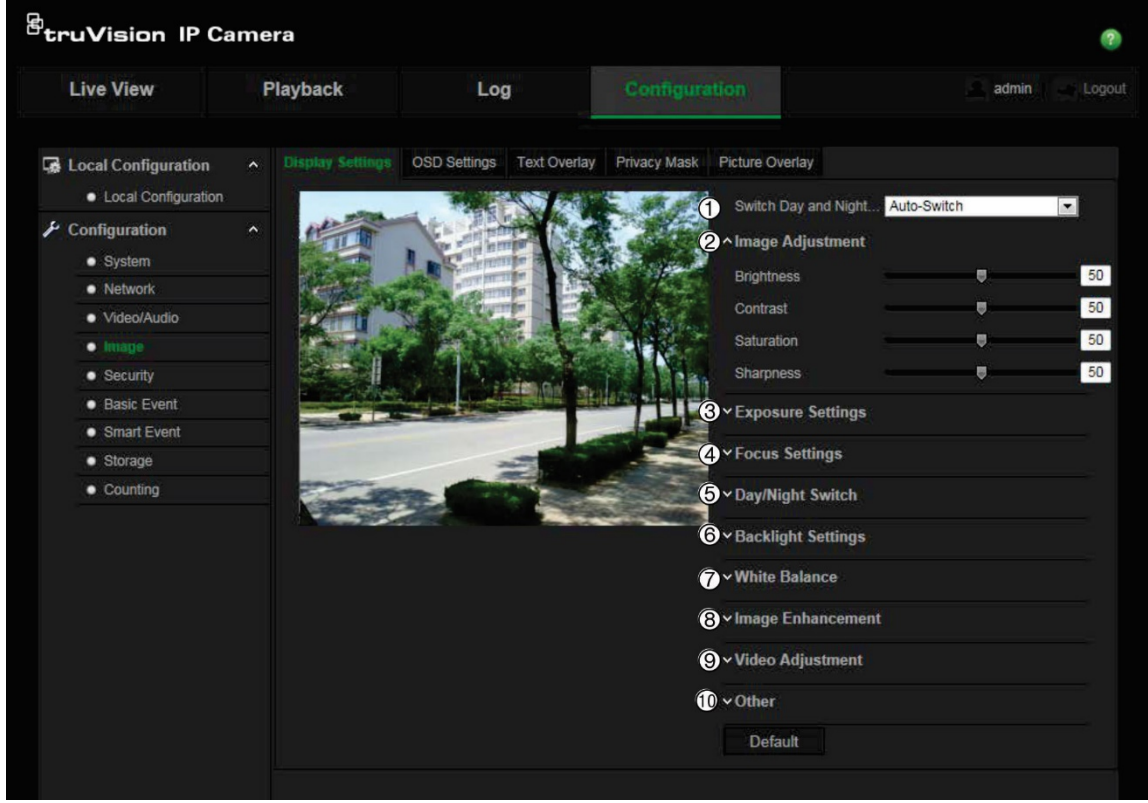 truVision IP Camera
?
Live View
Playback
Log
Configuration
admin
Logout
Local Configuration
Local Configuration
Configuration
System
Network
Video/Audio
Image
Security
Basic Event
Smart Event
Storage
Counting
Display Settings
OSD Settings
Text Overlay
Privacy Mask
Picture Overlay
1 Switch Day and Night... Auto-Switch
2 Image Adjustment
Brightness 50
Contrast 50
Saturation 50
Sharpness 50
3 Exposure Settings
4 Focus Settings
5 Day/Night Switch
6 Backlight Settings
7 White Balance
8 Image Enhancement
9 Video Adjustment
10 Other
Default